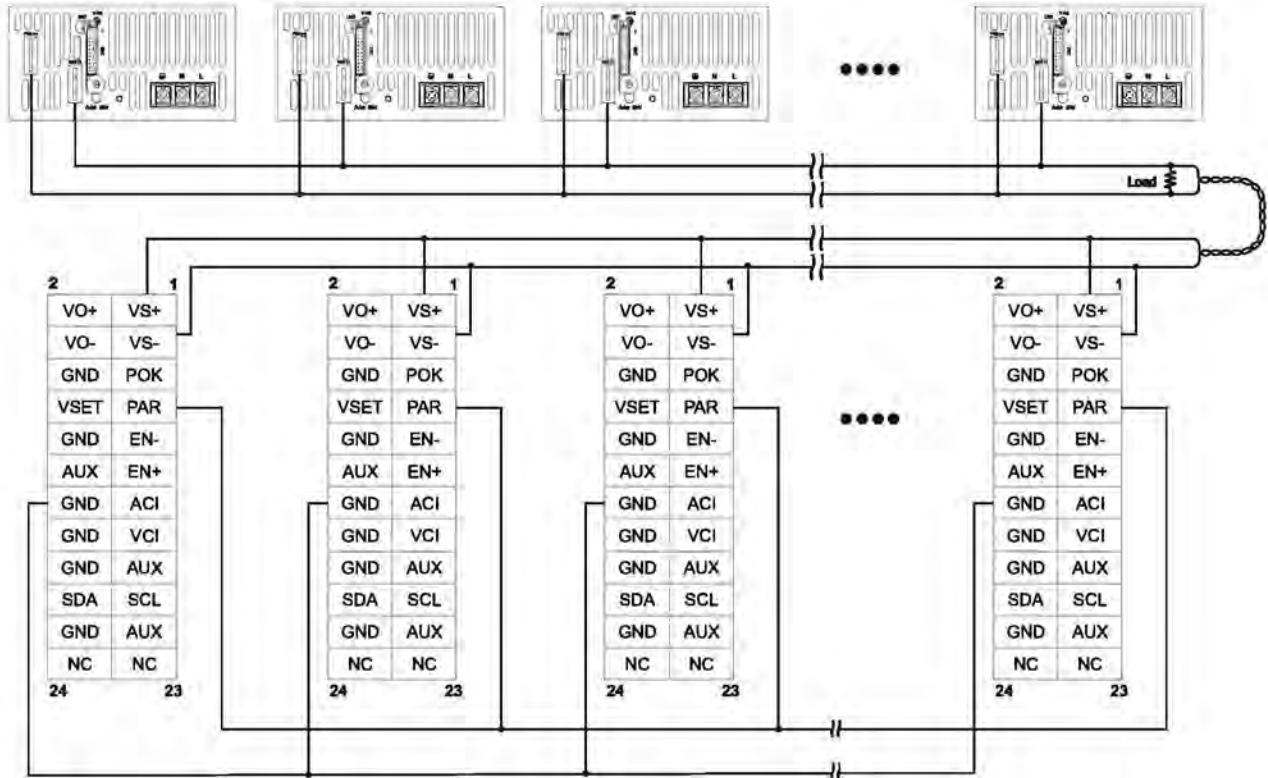 ⏚ N L ⏚ N L ⏚ N L ⏚ N L
Load
2 1 2 1 2 1 2 1
VO+ VS+ VO+ VS+ VO+ VS+ VO+ VS+
VO- VS- VO- VS- VO- VS- VO- VS-
GND POK GND POK GND POK GND POK
VSET PAR VSET PAR VSET PAR VSET PAR
GND EN- GND EN- GND EN- GND EN-
AUX EN+ AUX EN+ AUX EN+ AUX EN+
GND ACI GND ACI GND ACI GND ACI
GND VCI GND VCI GND VCI GND VCI
GND AUX GND AUX GND AUX GND AUX
SDA SCL SDA SCL SDA SCL SDA SCL
GND AUX GND AUX GND AUX GND AUX
NC NC NC NC NC NC NC NC
24 23 24 23 24 23 24 23